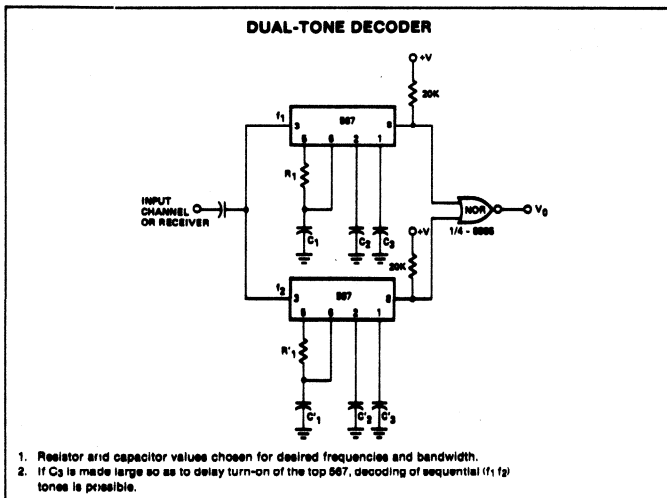 DUAL-TONE DECODER
+V
20K
f1
3 567 8
5 6 2 1
R1
INPUT
CHANNEL
OR RECEIVER
C1 C2 C3
NOR
V0
+V
20K
f2
3 567 8
5 6 2 1
R'1
C'1 C'2 C'3
1. Resistor and capacitor values chosen for desired frequencies and bandwidth.
2. If C3 is made large so as to delay turn-on of the top 567, decoding of sequential (f1 f2)
tones is possible.